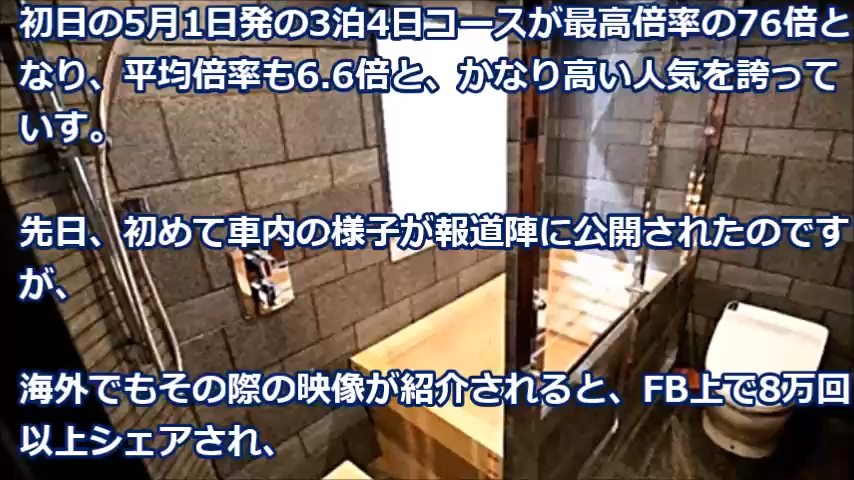 初日の5月1日発の3泊4日コースが最高倍率の76倍と
なり、平均倍率も6.6倍と、かなり高い人気を誇って
いす。
先日、初めて車内の様子が報道陣に公開されたのです
が、
海外でもその際の映像が紹介されると、FB上で8万回
以上シェアされ、